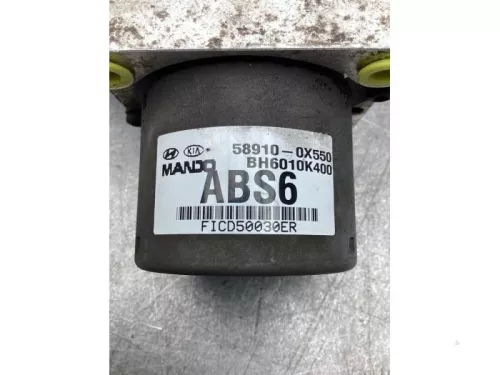 KIA 58910-0X550
MANDO BH6010K400
ABS6
FICD50030ER